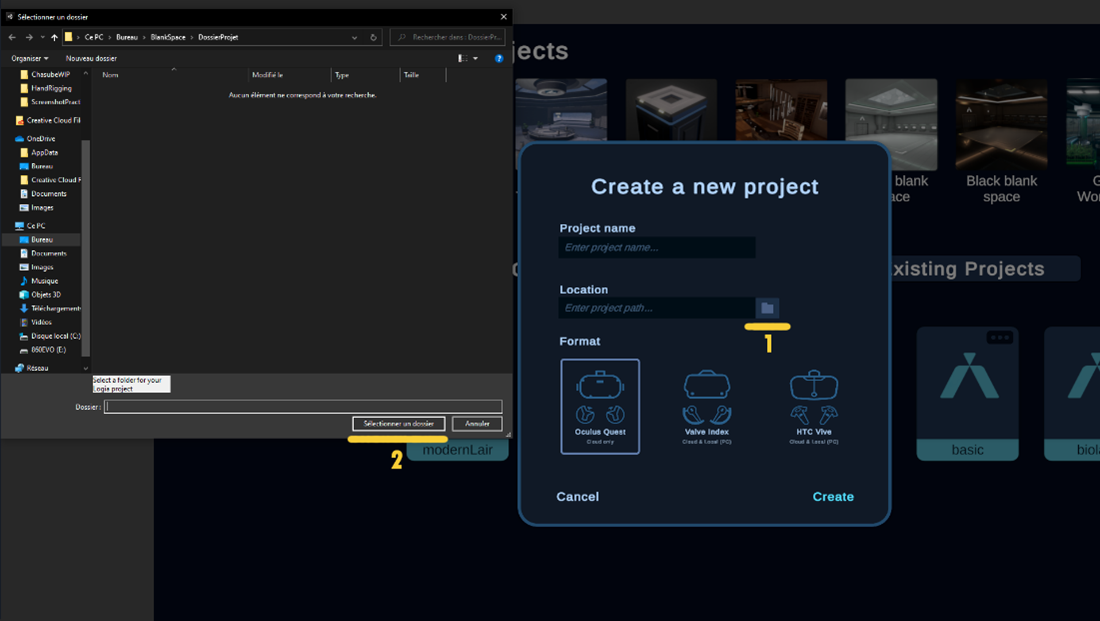 Sélectionner un dossier
Ce PC > Bureau > BlankSpace > DossierProjet
Rechercher dans : DossierPr...
Organiser
Nouveau dossier
Nom
Modifié le
Type
Taille
Aucun élément ne correspond à votre recherche.
ChasubeWIP
HandRigging
ScreenshotPract
Creative Cloud Fil
OneDrive
AppData
Bureau
Creative Cloud F
Documents
Images
Ce PC
Bureau
Documents
Images
Musique
Objets 3D
Téléchargements
Vidéos
Disque local (C:)
860EVO (E:)
Réseau
Select a folder for your
Logix project
Dossier :
Sélectionner un dossier
Annuler
2
jects
blank
ace
Black blank
space
G
Wor
xisting Projects
modernLair
basic
biol
Create a new project
Project name
Enter project name...
Location
Enter project path...
1
Format
Oculus Quest
Cloud only
Valve Index
Cloud & Local (PC)
HTC Vive
Cloud & Local (PC)
Cancel
Create